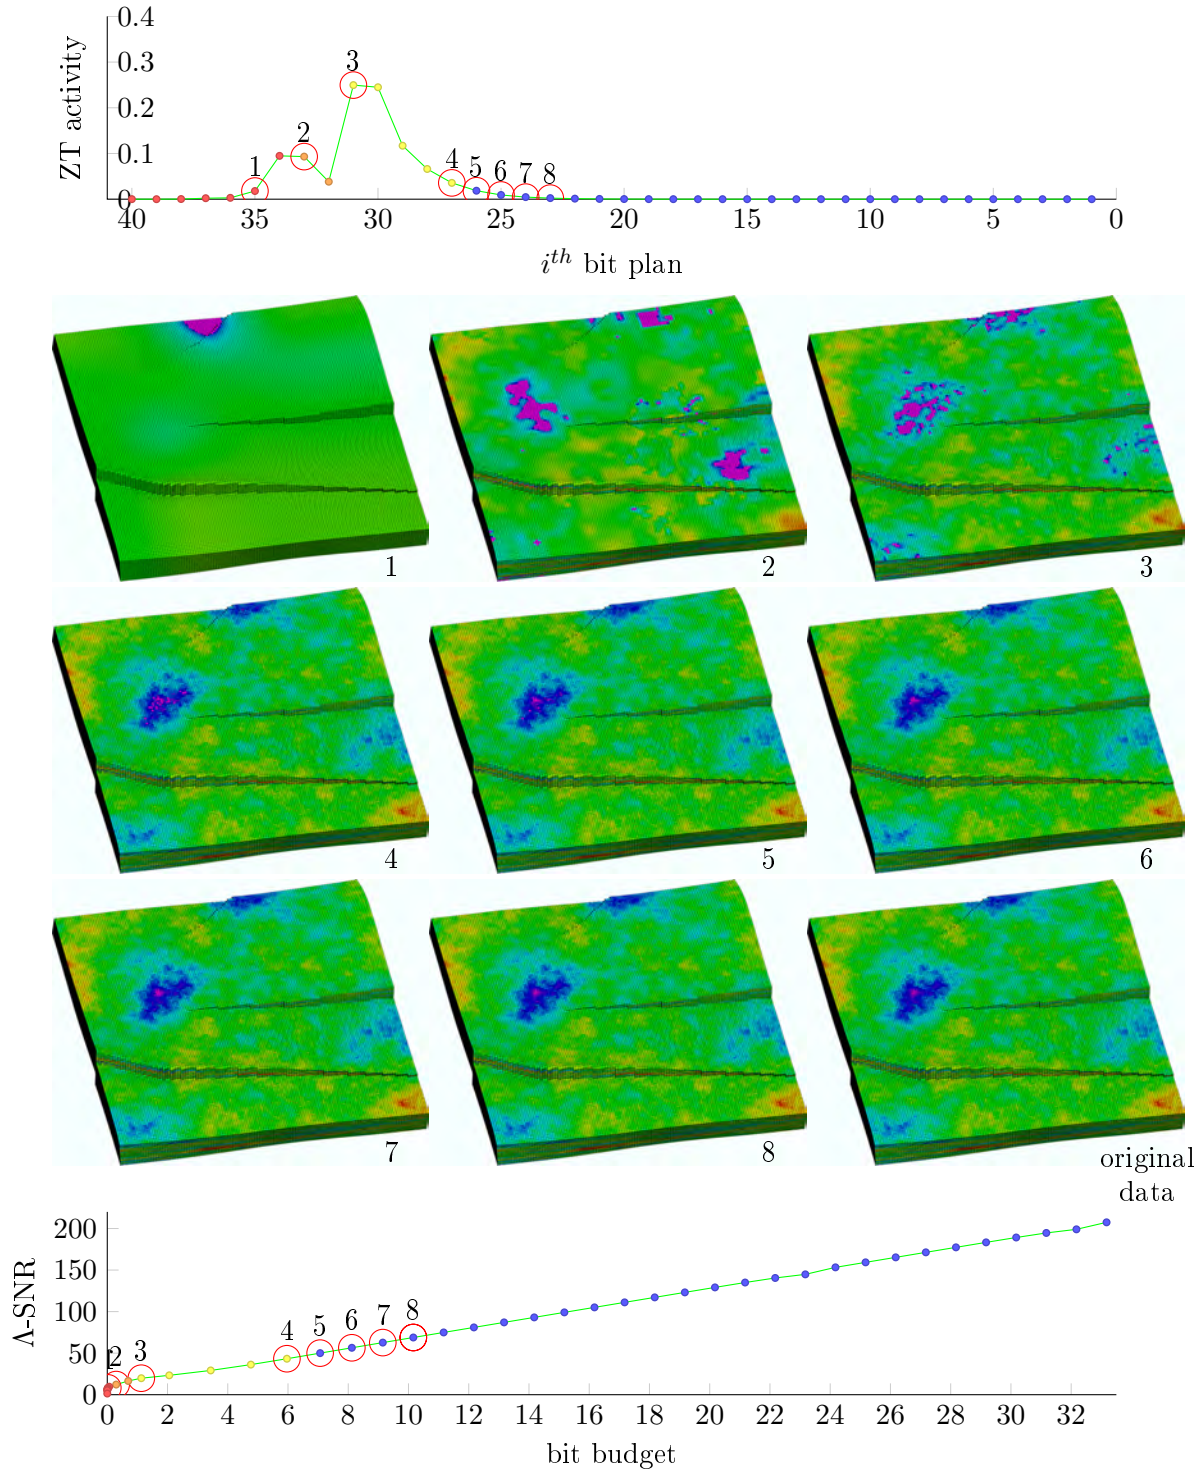 0.4
0.3
0.2
0.1
0
ZT activity
1 2 3 4 5 6 7 8
40 35 30 25 20 15 10 5 0
i^th bit plan
1 2 3
4 5 6
7 8 original
data
200
150
100
50
0
Λ-SNR
1 2 3 4 5 6 7 8
0 2 4 6 8 10 12 14 16 18 20 22 24 26 28 30 32
bit budget